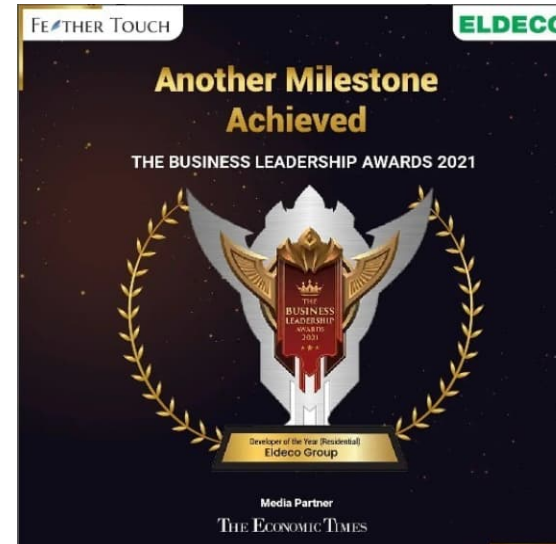 FEATHER TOUCH
ELDECO
Another Milestone
Achieved
THE BUSINESS LEADERSHIP AWARDS 2021
THE
BUSINESS
LEADERSHIP
AWARDS
2021
Developer of the Year (Residential)
Eldeco Group
Media Partner
THE ECONOMIC TIMES